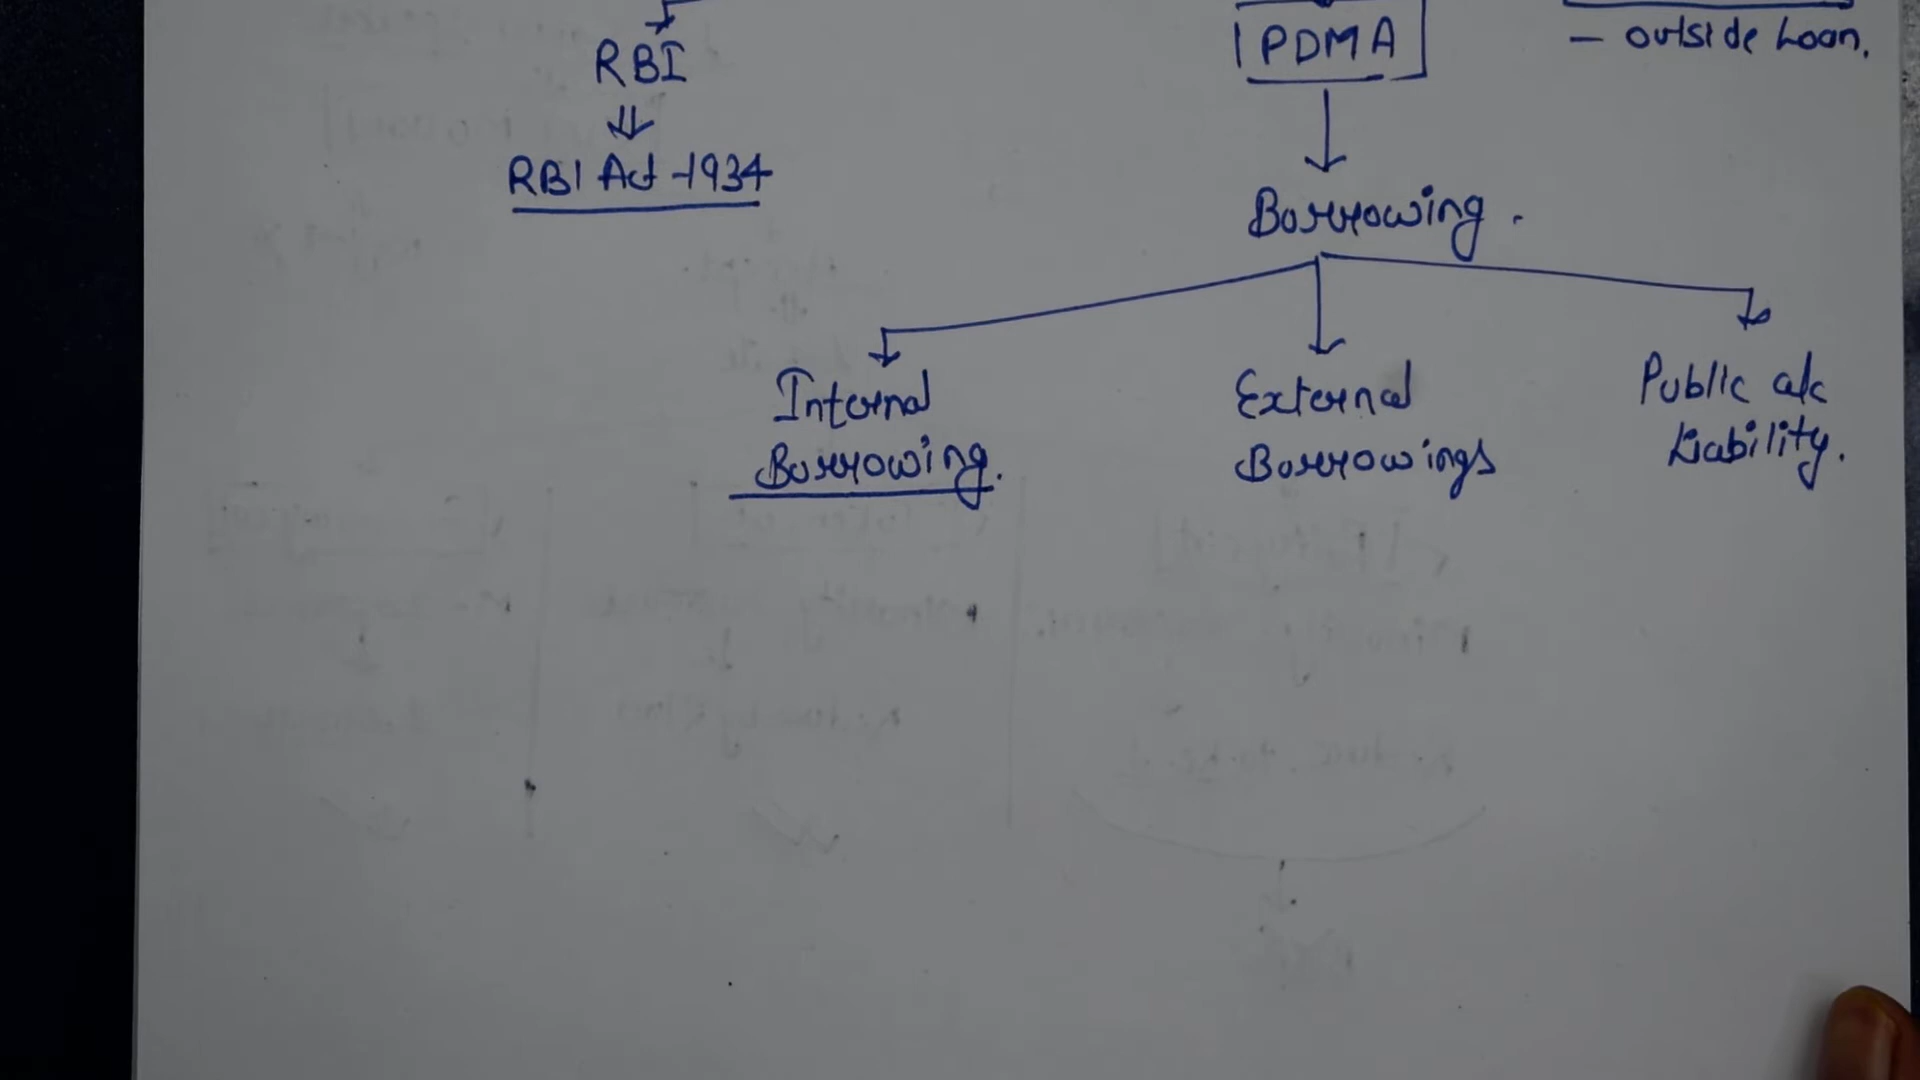 RBI
RBI Act -1934
PDMA
- outside Loan.
Borrowing.
Internal
Borrowing.
External
Borrowings
Public a/c
Liability.